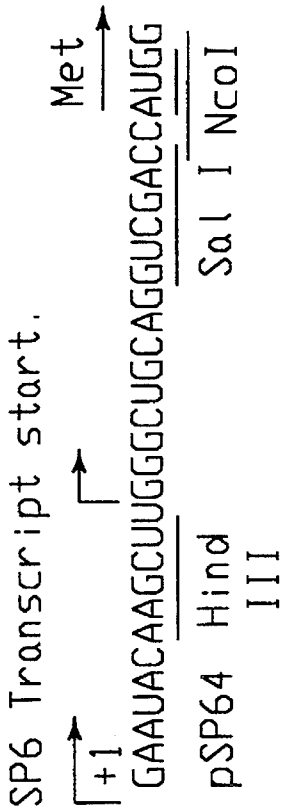 SP6 Transcript start.
Met
+1
GAAUACAAGCUUGGGCUGCAGGUCGACCAUGG
pSP64 Hind III Sal I NcoI